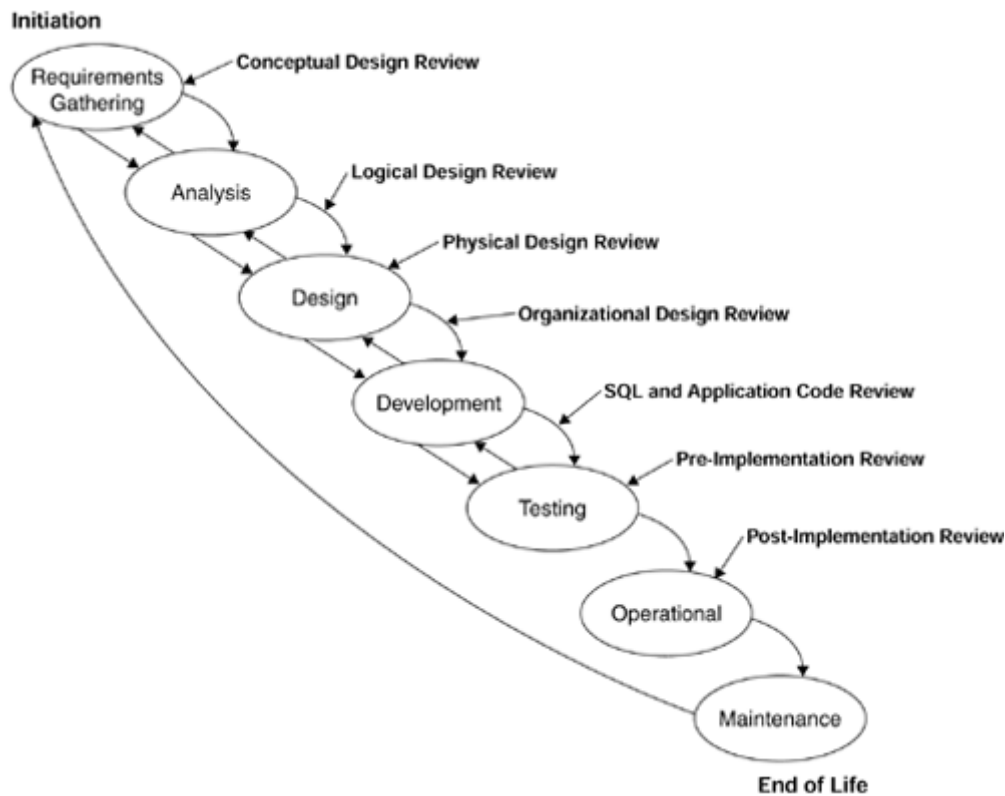 Initiation
Requirements
Gathering
Conceptual Design Review
Analysis
Logical Design Review
Physical Design Review
Design
Organizational Design Review
Development
SQL and Application Code Review
Pre-Implementation Review
Testing
Post-Implementation Review
Operational
Maintenance
End of Life